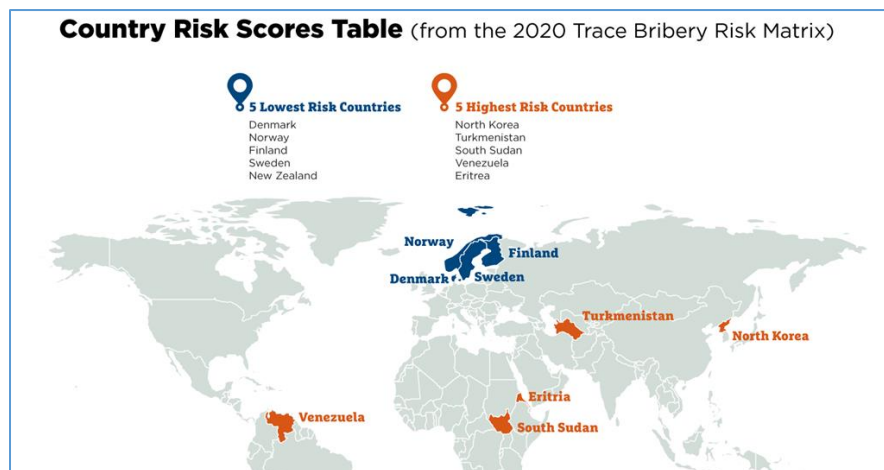 Country Risk Scores Table (from the 2020 Trace Bribery Risk Matrix)
5 Lowest Risk Countries
Denmark
Norway
Finland
Sweden
New Zealand
5 Highest Risk Countries
North Korea
Turkmenistan
South Sudan
Venezuela
Eritrea
Norway
Finland
Denmark
Sweden
Turkmenistan
North Korea
Eritria
Venezuela
South Sudan